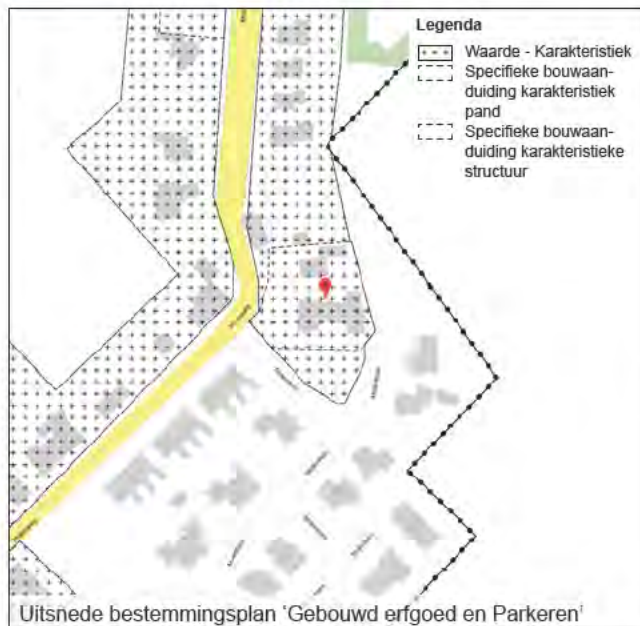 Legenda
Waarde - Karakteristiek
Specifieke bouwaan-
duiding karakteristiek
pand
Specifieke bouwaan-
duiding karakteristieke
structuur
Uitsnede bestemmingsplan 'Gebouwd erfgoed en Parkeren'